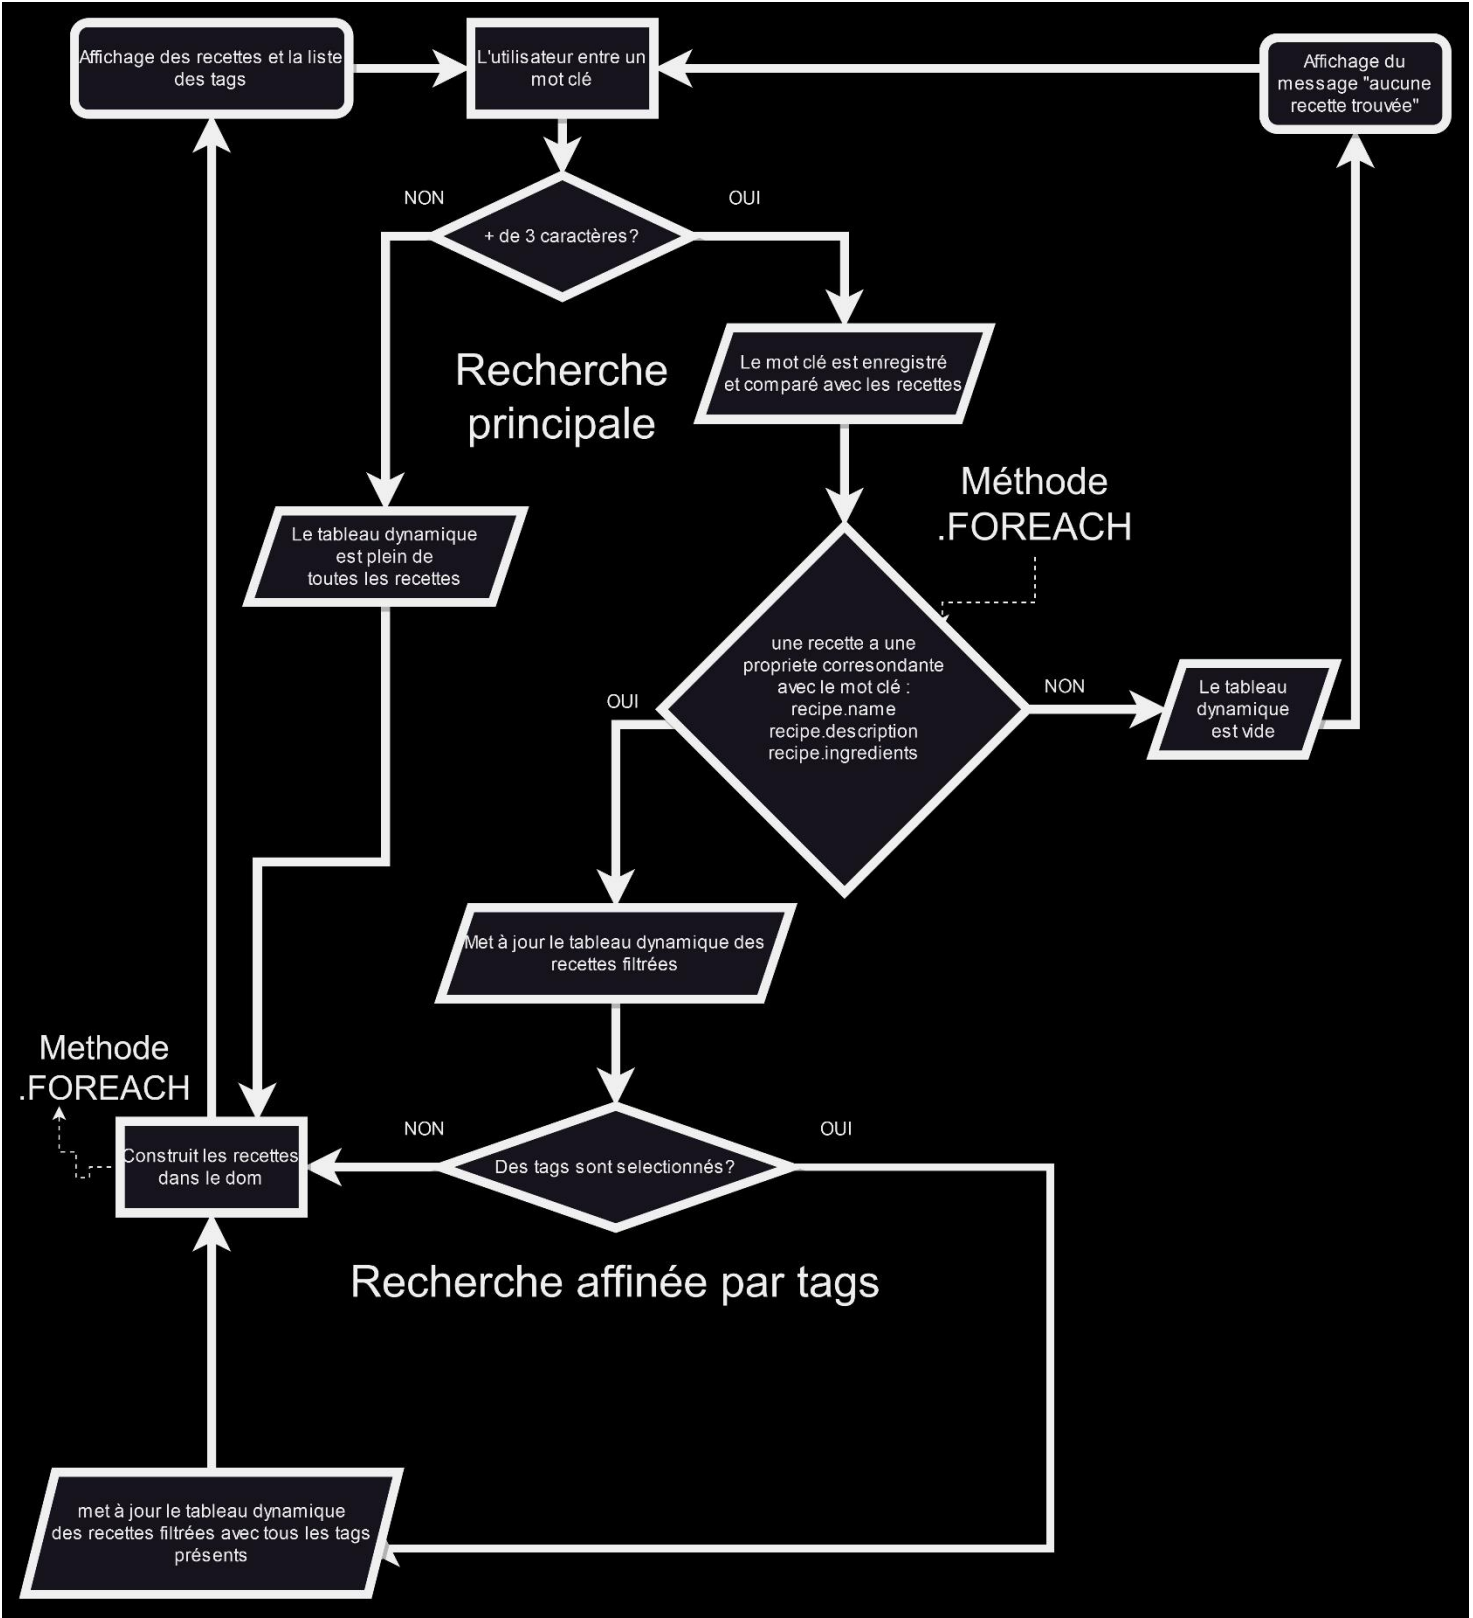 Affichage des recettes et la liste
des tags
L'utilisateur entre un
mot clé
Affichage du
message "aucune
recette trouvée"
NON
OUI
+ de 3 caractères?
Recherche
principale
Le mot clé est enregistré
et comparé avec les recettes
Méthode
.FOREACH
Le tableau dynamique
est plein de
toutes les recettes
une recette a une
propriete corresondante
avec le mot clé :
recipe.name
recipe.description
recipe.ingredients
OUI
NON
Le tableau
dynamique
est vide
Met à jour le tableau dynamique des
recettes filtrées
Methode
.FOREACH
NON
OUI
Construit les recettes
dans le dom
Des tags sont selectionnés?
Recherche affinée par tags
met à jour le tableau dynamique
des recettes filtrées avec tous les tags
présents